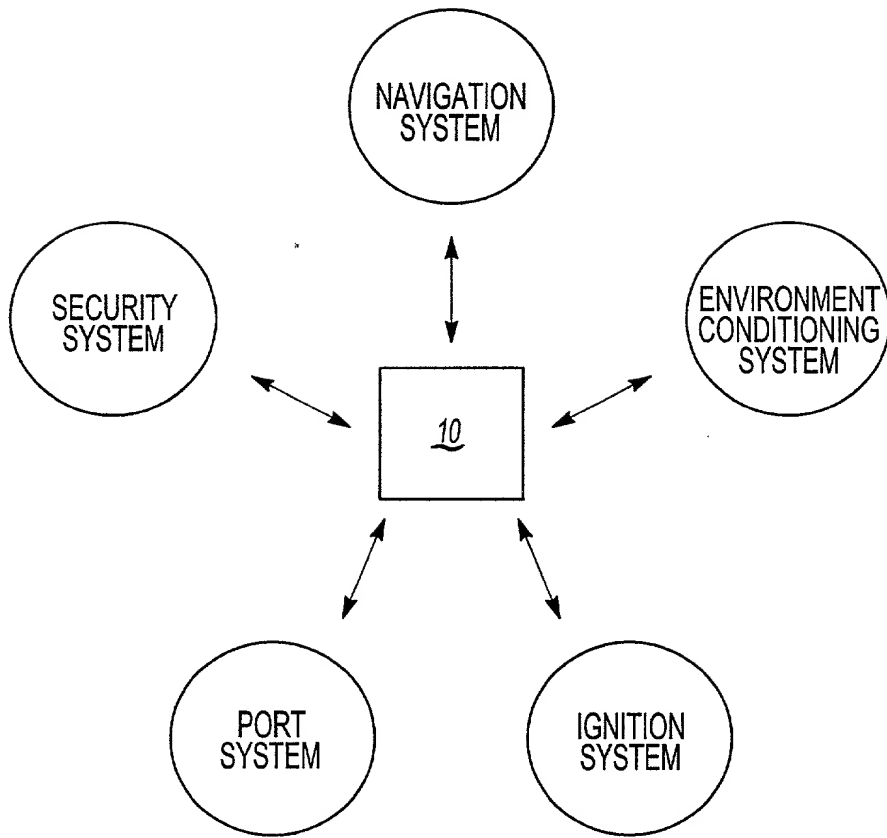 NAVIGATION
SYSTEM
SECURITY
SYSTEM
ENVIRONMENT
CONDITIONING
SYSTEM
10
PORT
SYSTEM
IGNITION
SYSTEM